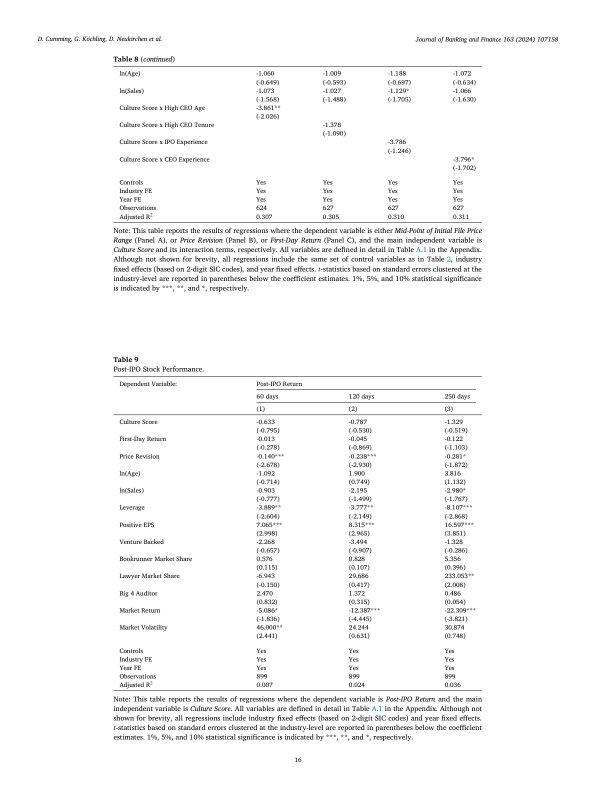 D. Cumming, G. Köchling, D. Neukirchen et al.
Journal of Banking and Finance 163 (2024) 107158
Table 8 (continued)
ln(Age) -1.060 -1.009 -1.188 -1.072
(-0.649) (-0.593) (-0.697) (-0.634)
ln(Sales) -1.073 -1.027 -1.129* -1.066
(-1.568) (-1.488) (-1.705) (-1.630)
Culture Score x High CEO Age -3.861**
(-2.026)
Culture Score x High CEO Tenure -1.378
(-1.090)
Culture Score x IPO Experience -3.786
(-1.246)
Culture Score x CEO Experience -3.796*
(-1.702)
Controls Yes Yes Yes Yes
Industry FE Yes Yes Yes Yes
Year FE Yes Yes Yes Yes
Observations 624 627 627 627
Adjusted R2 0.307 0.305 0.310 0.311
Note: This table reports the results of regressions where the dependent variable is either Mid-Point of Initial File Price
Range (Panel A), or Price Revision (Panel B), or First-Day Return (Panel C), and the main independent variable is
Culture Score and its interaction terms, respectively. All variables are defined in detail in Table A.1 in the Appendix.
Although not shown for brevity, all regressions include the same set of control variables as in Table 2, industry
fixed effects (based on 2-digit SIC codes), and year fixed effects. t-statistics based on standard errors clustered at the
industry-level are reported in parentheses below the coefficient estimates. 1%, 5%, and 10% statistical significance
is indicated by ***, **, and *, respectively.
Table 9
Post-IPO Stock Performance.
Dependent Variable: Post-IPO Return
60 days 120 days 250 days
(1) (2) (3)
Culture Score -0.633 -0.787 -1.329
(-0.795) (-0.530) (-0.519)
First-Day Return -0.013 -0.045 -0.122
(-0.278) (-0.869) (-1.103)
Price Revision -0.140*** -0.238*** -0.281*
(-2.678) (-2.930) (-1.872)
ln(Age) -1.092 1.900 3.816
(-0.714) (0.749) (1.132)
ln(Sales) -0.903 -2.195 -2.980*
(-0.777) (-1.499) (-1.767)
Leverage -3.889** -3.777** -8.107***
(-2.604) (-2.149) (-2.868)
Positive EPS 7.065*** 8.315*** 16.597***
(2.998) (2.965) (3.851)
Venture Backed -2.268 -3.494 -1.328
(-0.657) (-0.907) (-0.286)
Bookrunner Market Share 0.576 0.828 5.356
(0.115) (0.107) (0.396)
Lawyer Market Share -6.943 29.686 233.053**
(-0.150) (0.417) (2.008)
Big 4 Auditor 2.470 1.372 0.486
(0.832) (0.315) (0.054)
Market Return -5.086* -12.387*** -22.309***
(-1.836) (-4.445) (-3.821)
Market Volatility 46.000** 24.244 30.874
(2.441) (0.631) (0.748)
Controls Yes Yes Yes
Industry FE Yes Yes Yes
Year FE Yes Yes Yes
Observations 899 899 899
Adjusted R2 0.007 0.024 0.036
Note: This table reports the results of regressions where the dependent variable is Post-IPO Return and the main
independent variable is Culture Score. All variables are defined in detail in Table A.1 in the Appendix. Although not
shown for brevity, all regressions include industry fixed effects (based on 2-digit SIC codes) and year fixed effects.
t-statistics based on standard errors clustered at the industry-level are reported in parentheses below the coefficient
estimates. 1%, 5%, and 10% statistical significance is indicated by ***, **, and *, respectively.
16